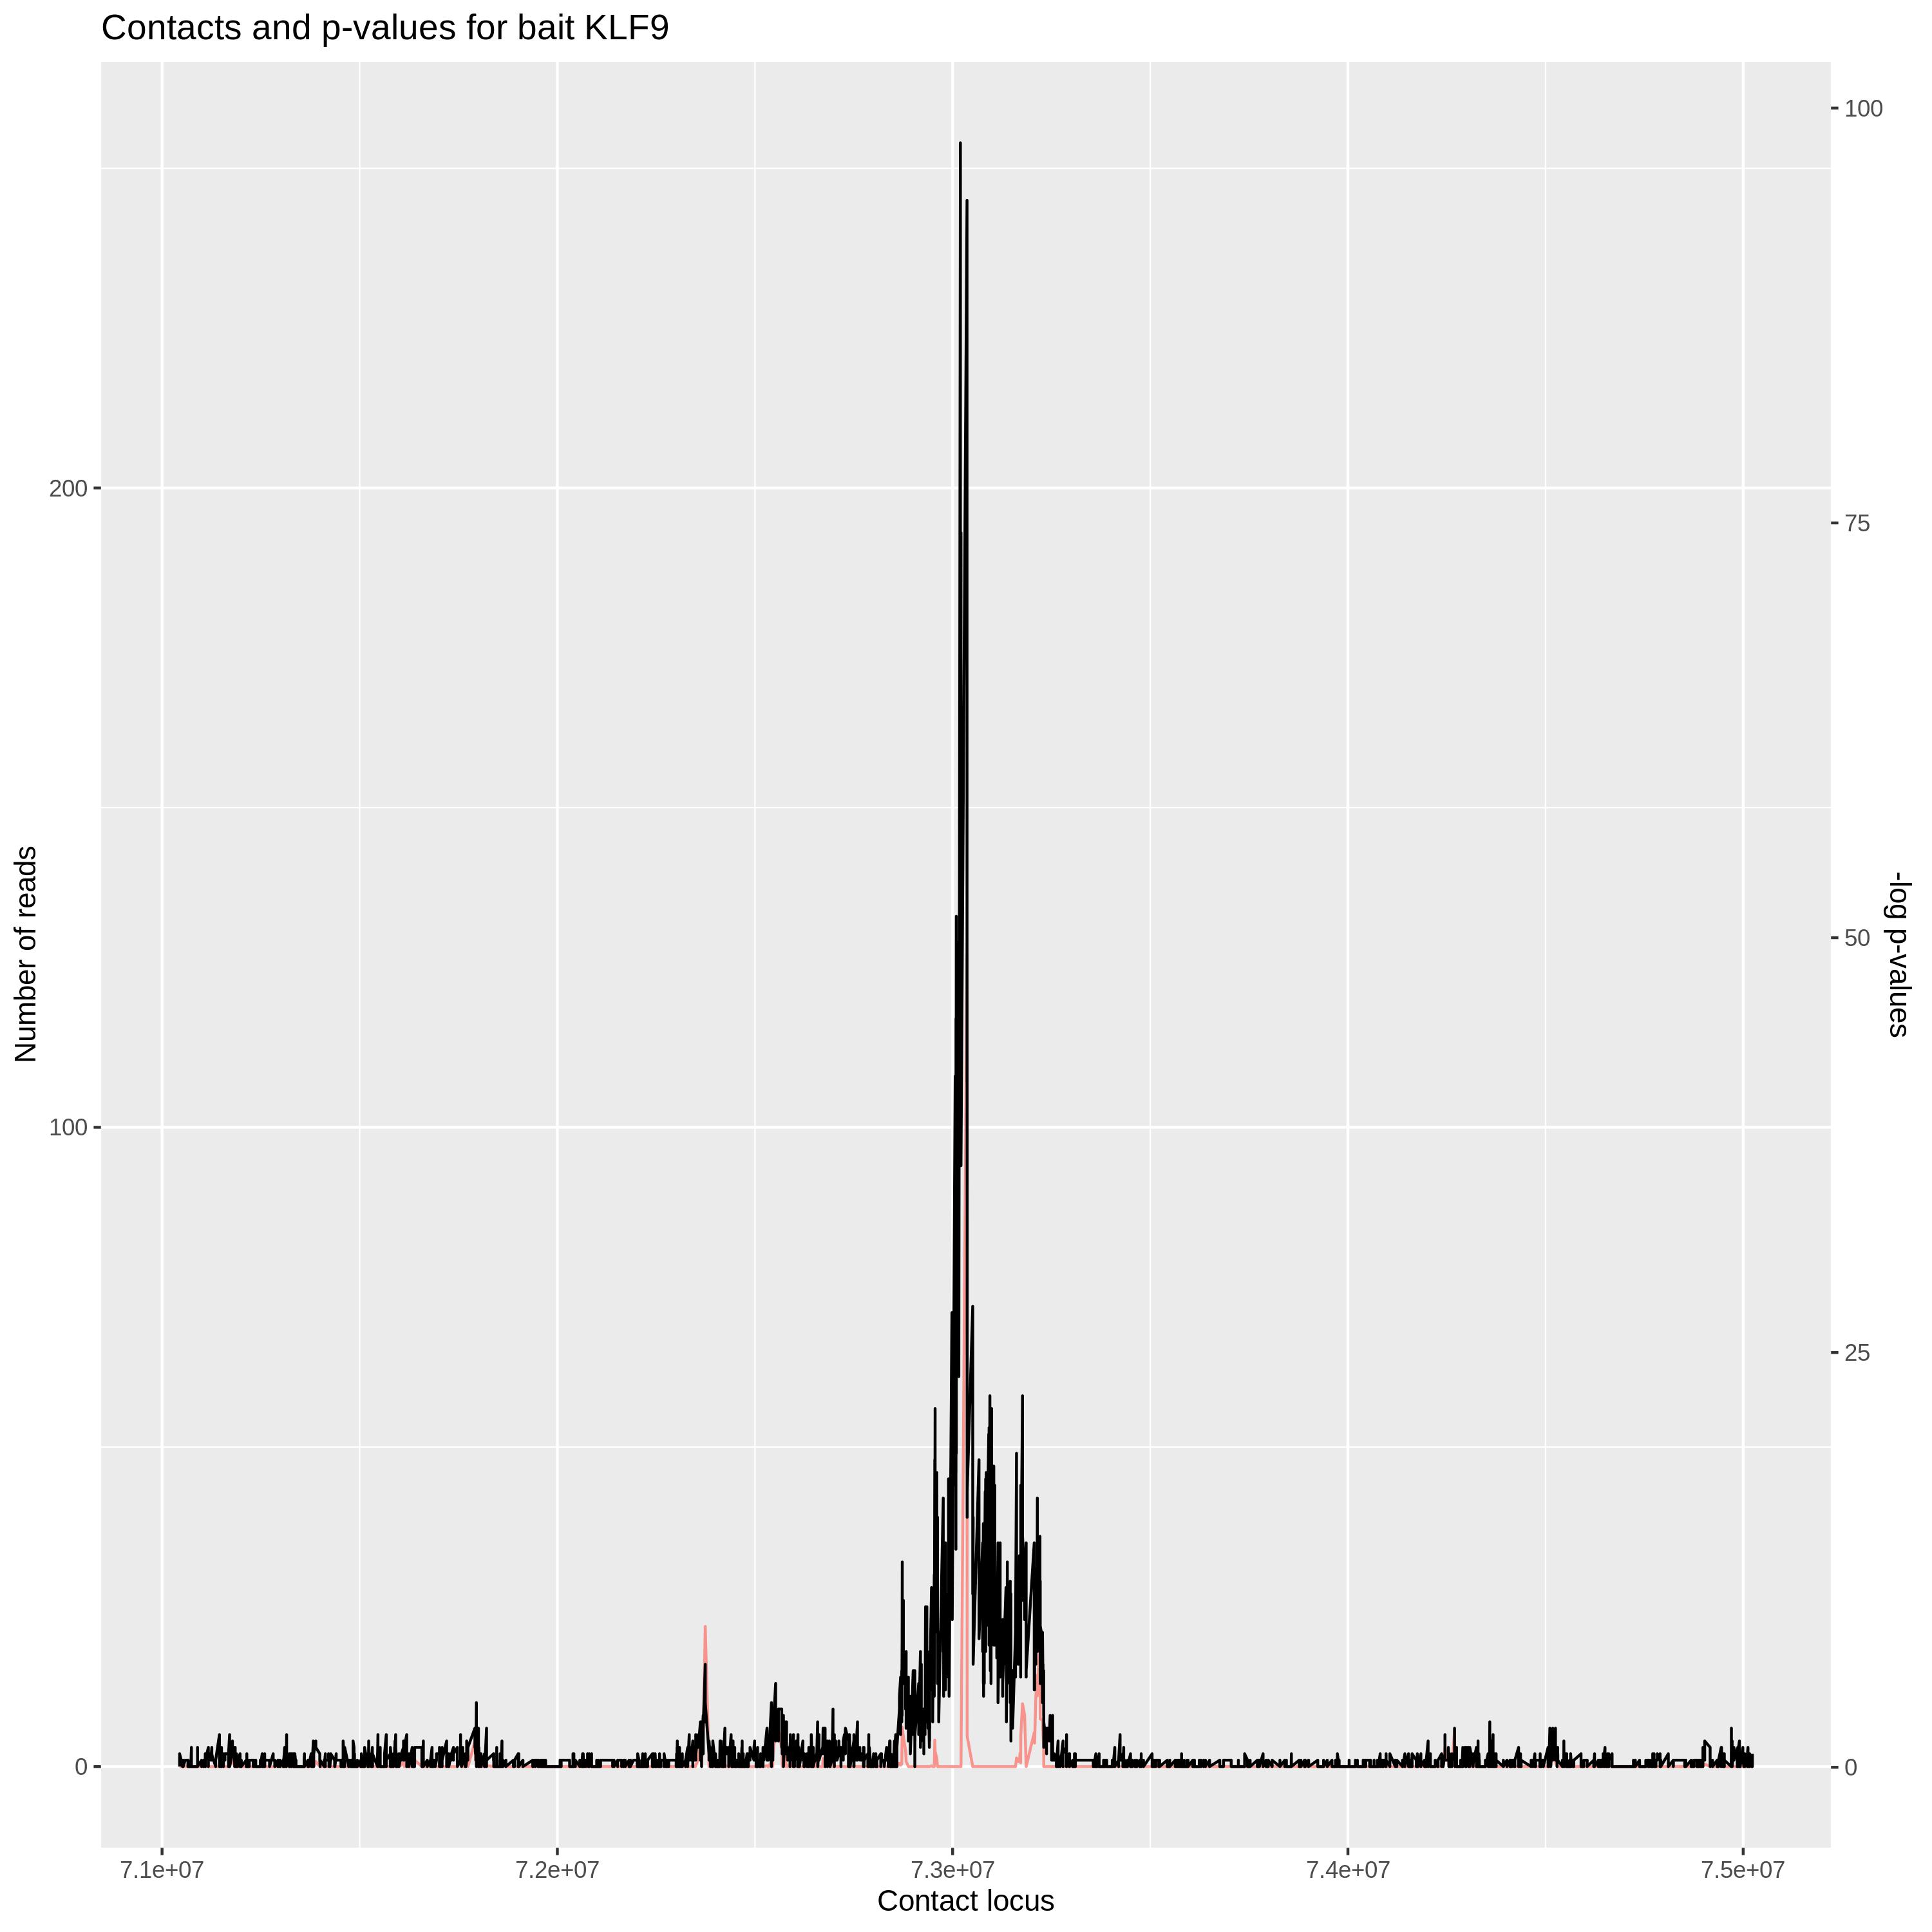 Contacts and p-values for bait KLF9
100
200
75
Number of reads
-log p-values
50
100
25
0
0
7.1e+07
7.2e+07
7.3e+07
7.4e+07
7.5e+07
Contact locus